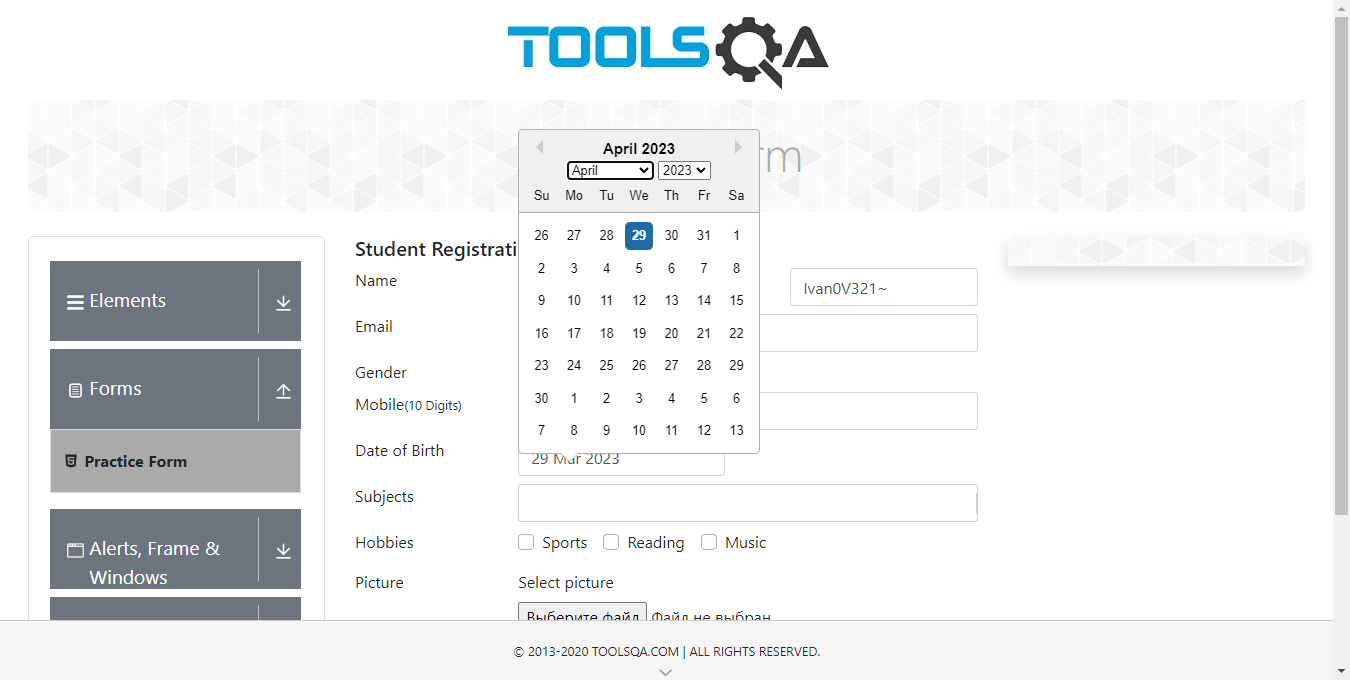 TOOLSQA
rm
April 2023
April 2023
Su Mo Tu We Th Fr Sa
26 27 28 29 30 31 1
2 3 4 5 6 7 8
9 10 11 12 13 14 15
16 17 18 19 20 21 22
23 24 25 26 27 28 29
30 1 2 3 4 5 6
7 8 9 10 11 12 13
Elements
Forms
Practice Form
Alerts, Frame &
Windows
Student Registrati
Name
Ivan0V321~
Email
Gender
Mobile(10 Digits)
Date of Birth
29 Mar 2023
Subjects
Hobbies
Sports Reading Music
Picture
Select picture
Выберите файл Файл не выбран
© 2013-2020 TOOLSQA.COM | ALL RIGHTS RESERVED.